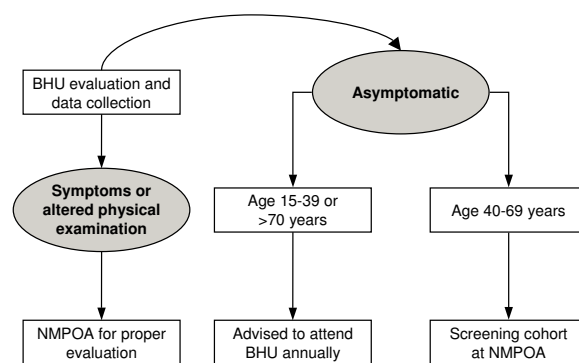 BHU evaluation and
data collection
Asymptomatic
Symptoms or
altered physical
examination
Age 15-39 or
>70 years
Age 40-69 years
NMPOA for proper
evaluation
Advised to attend
BHU annually
Screening cohort
at NMPOA